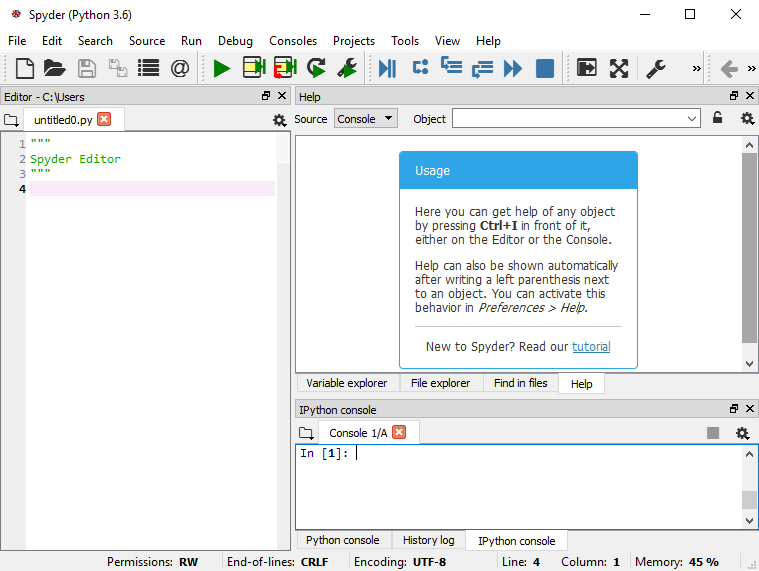 Spyder (Python 3.6)
File Edit Search Source Run Debug Consoles Projects Tools View Help
Editor - C:\Users
untitled0.py
1 """
2 Spyder Editor
3 """
4
Help
Source Console Object
Usage
Here you can get help of any object
by pressing Ctrl+I in front of it,
either on the Editor or the Console.
Help can also be shown automatically
after writing a left parenthesis next
to an object. You can activate this
behavior in Preferences > Help.
New to Spyder? Read our tutorial
Variable explorer File explorer Find in files Help
IPython console
Console 1/A
In [1]:
Python console History log IPython console
Permissions: RW End-of-lines: CRLF Encoding: UTF-8 Line: 4 Column: 1 Memory: 45 %